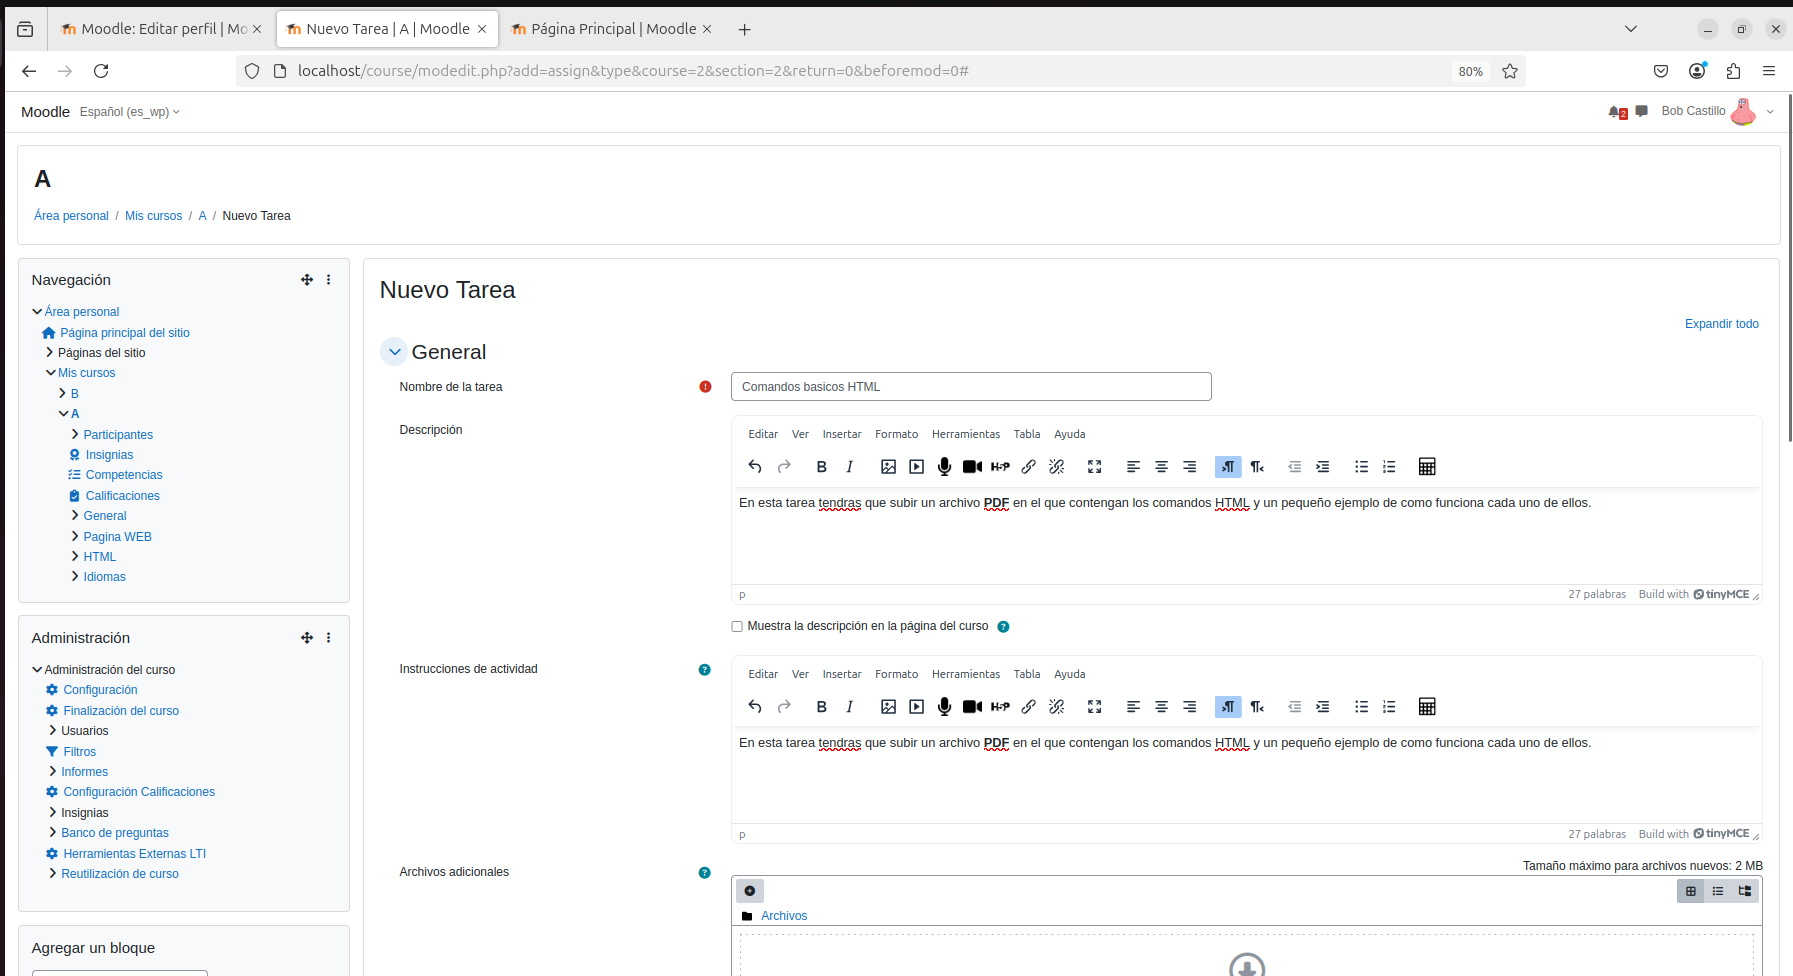 Moodle: Editar perfil | Mo
Nuevo Tarea | A | Moodle
Página Principal | Moodle
localhost/course/modedit.php?add=assign&type&course=2&section=2&return=0&beforemod=0#
80%
Moodle
Español (es_wp)
2
Bob Castillo
A
Área personal / Mis cursos / A / Nuevo Tarea
Navegación
Área personal
Página principal del sitio
Páginas del sitio
Mis cursos
B
A
Participantes
Insignias
Competencias
Calificaciones
General
Pagina WEB
HTML
Idiomas
Administración
Administración del curso
Configuración
Finalización del curso
Usuarios
Filtros
Informes
Configuración Calificaciones
Insignias
Banco de preguntas
Herramientas Externas LTI
Reutilización de curso
Agregar un bloque
Nuevo Tarea
Expandir todo
General
Nombre de la tarea
Comandos basicos HTML
Descripción
Editar Ver Insertar Formato Herramientas Tabla Ayuda
B I H-P
En esta tarea tendras que subir un archivo PDF en el que contengan los comandos HTML y un pequeño ejemplo de como funciona cada uno de ellos.
p
27 palabras Build with tinyMCE
Muestra la descripción en la página del curso
Instrucciones de actividad
Editar Ver Insertar Formato Herramientas Tabla Ayuda
B I H-P
En esta tarea tendras que subir un archivo PDF en el que contengan los comandos HTML y un pequeño ejemplo de como funciona cada uno de ellos.
p
27 palabras Build with tinyMCE
Archivos adicionales
Tamaño máximo para archivos nuevos: 2 MB
Archivos